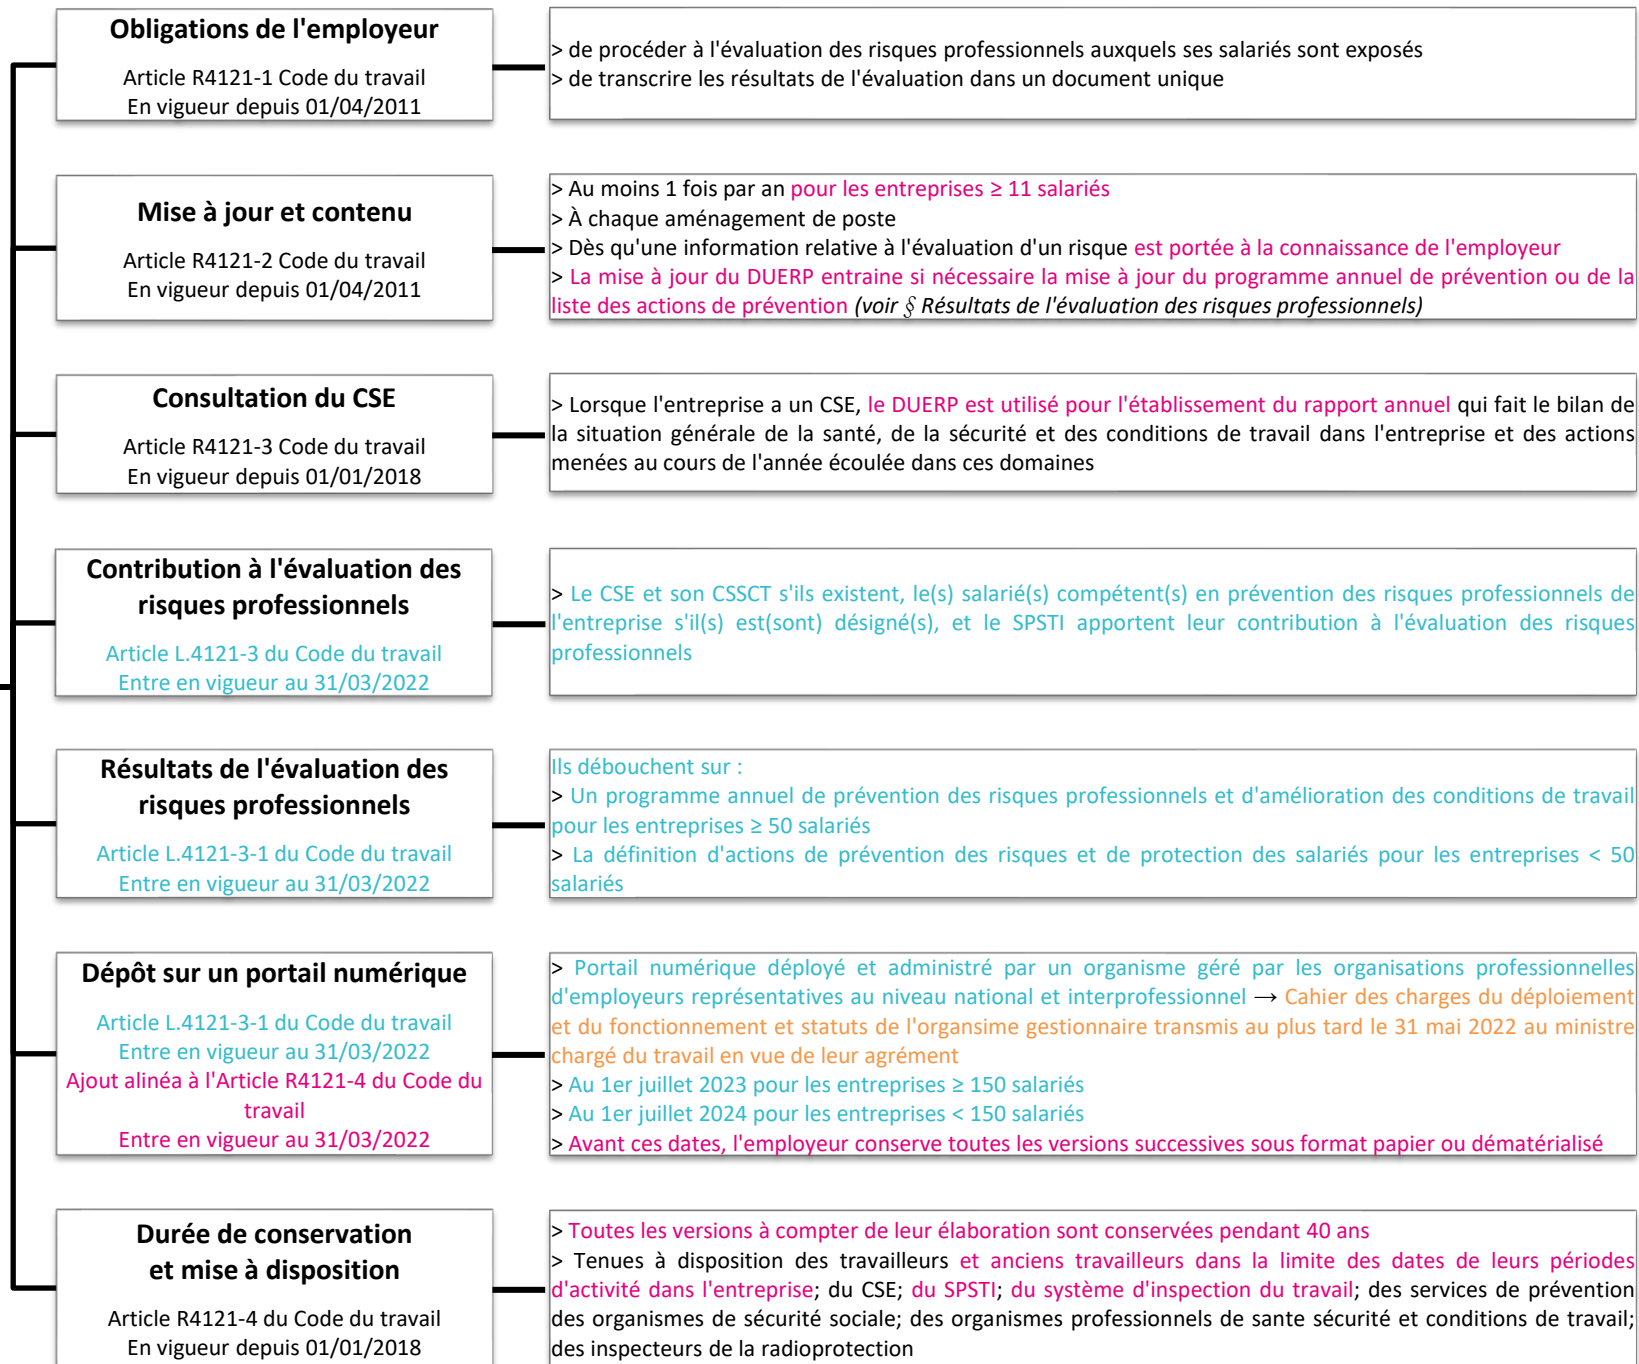 Obligations de l'employeur
Article R4121-1 Code du travail
En vigueur depuis 01/04/2011
> de procéder à l'évaluation des risques professionnels auxquels ses salariés sont exposés
> de transcrire les résultats de l'évaluation dans un document unique
Mise à jour et contenu
Article R4121-2 Code du travail
En vigueur depuis 01/04/2011
> Au moins 1 fois par an pour les entreprises ≥ 11 salariés
> À chaque aménagement de poste
> Dès qu'une information relative à l'évaluation d'un risque est portée à la connaissance de l'employeur
> La mise à jour du DUERP entraine si nécessaire la mise à jour du programme annuel de prévention ou de la
liste des actions de prévention (voir § Résultats de l'évaluation des risques professionnels)
Consultation du CSE
Article R4121-3 Code du travail
En vigueur depuis 01/01/2018
> Lorsque l'entreprise a un CSE, le DUERP est utilisé pour l'établissement du rapport annuel qui fait le bilan de
la situation générale de la santé, de la sécurité et des conditions de travail dans l'entreprise et des actions
menées au cours de l'année écoulée dans ces domaines
Contribution à l'évaluation des
risques professionnels
Article L.4121-3 du Code du travail
Entre en vigueur au 31/03/2022
> Le CSE et son CSSCT s'ils existent, le(s) salarié(s) compétent(s) en prévention des risques professionnels de
l'entreprise s'il(s) est(sont) désigné(s), et le SPSTI apportent leur contribution à l'évaluation des risques
professionnels
Résultats de l'évaluation des
risques professionnels
Article L.4121-3-1 du Code du travail
Entre en vigueur au 31/03/2022
Ils débouchent sur :
> Un programme annuel de prévention des risques professionnels et d'amélioration des conditions de travail
pour les entreprises ≥ 50 salariés
> La définition d'actions de prévention des risques et de protection des salariés pour les entreprises < 50
salariés
Dépôt sur un portail numérique
Article L.4121-3-1 du Code du travail
Entre en vigueur au 31/03/2022
Ajout alinéa à l'Article R4121-4 du Code du
travail
Entre en vigueur au 31/03/2022
> Portail numérique déployé et administré par un organisme géré par les organisations professionnelles
d'employeurs représentatives au niveau national et interprofessionnel → Cahier des charges du déploiement
et du fonctionnement et statuts de l'organsime gestionnaire transmis au plus tard le 31 mai 2022 au ministre
chargé du travail en vue de leur agrément
> Au 1er juillet 2023 pour les entreprises ≥ 150 salariés
> Au 1er juillet 2024 pour les entreprises < 150 salariés
> Avant ces dates, l'employeur conserve toutes les versions successives sous format papier ou dématérialisé
Durée de conservation
et mise à disposition
Article R4121-4 du Code du travail
En vigueur depuis 01/01/2018
> Toutes les versions à compter de leur élaboration sont conservées pendant 40 ans
> Tenues à disposition des travailleurs et anciens travailleurs dans la limite des dates de leurs périodes
d'activité dans l'entreprise; du CSE; du SPSTI; du système d'inspection du travail; des services de prévention
des organismes de sécurité sociale; des organismes professionnels de sante sécurité et conditions de travail;
des inspecteurs de la radioprotection